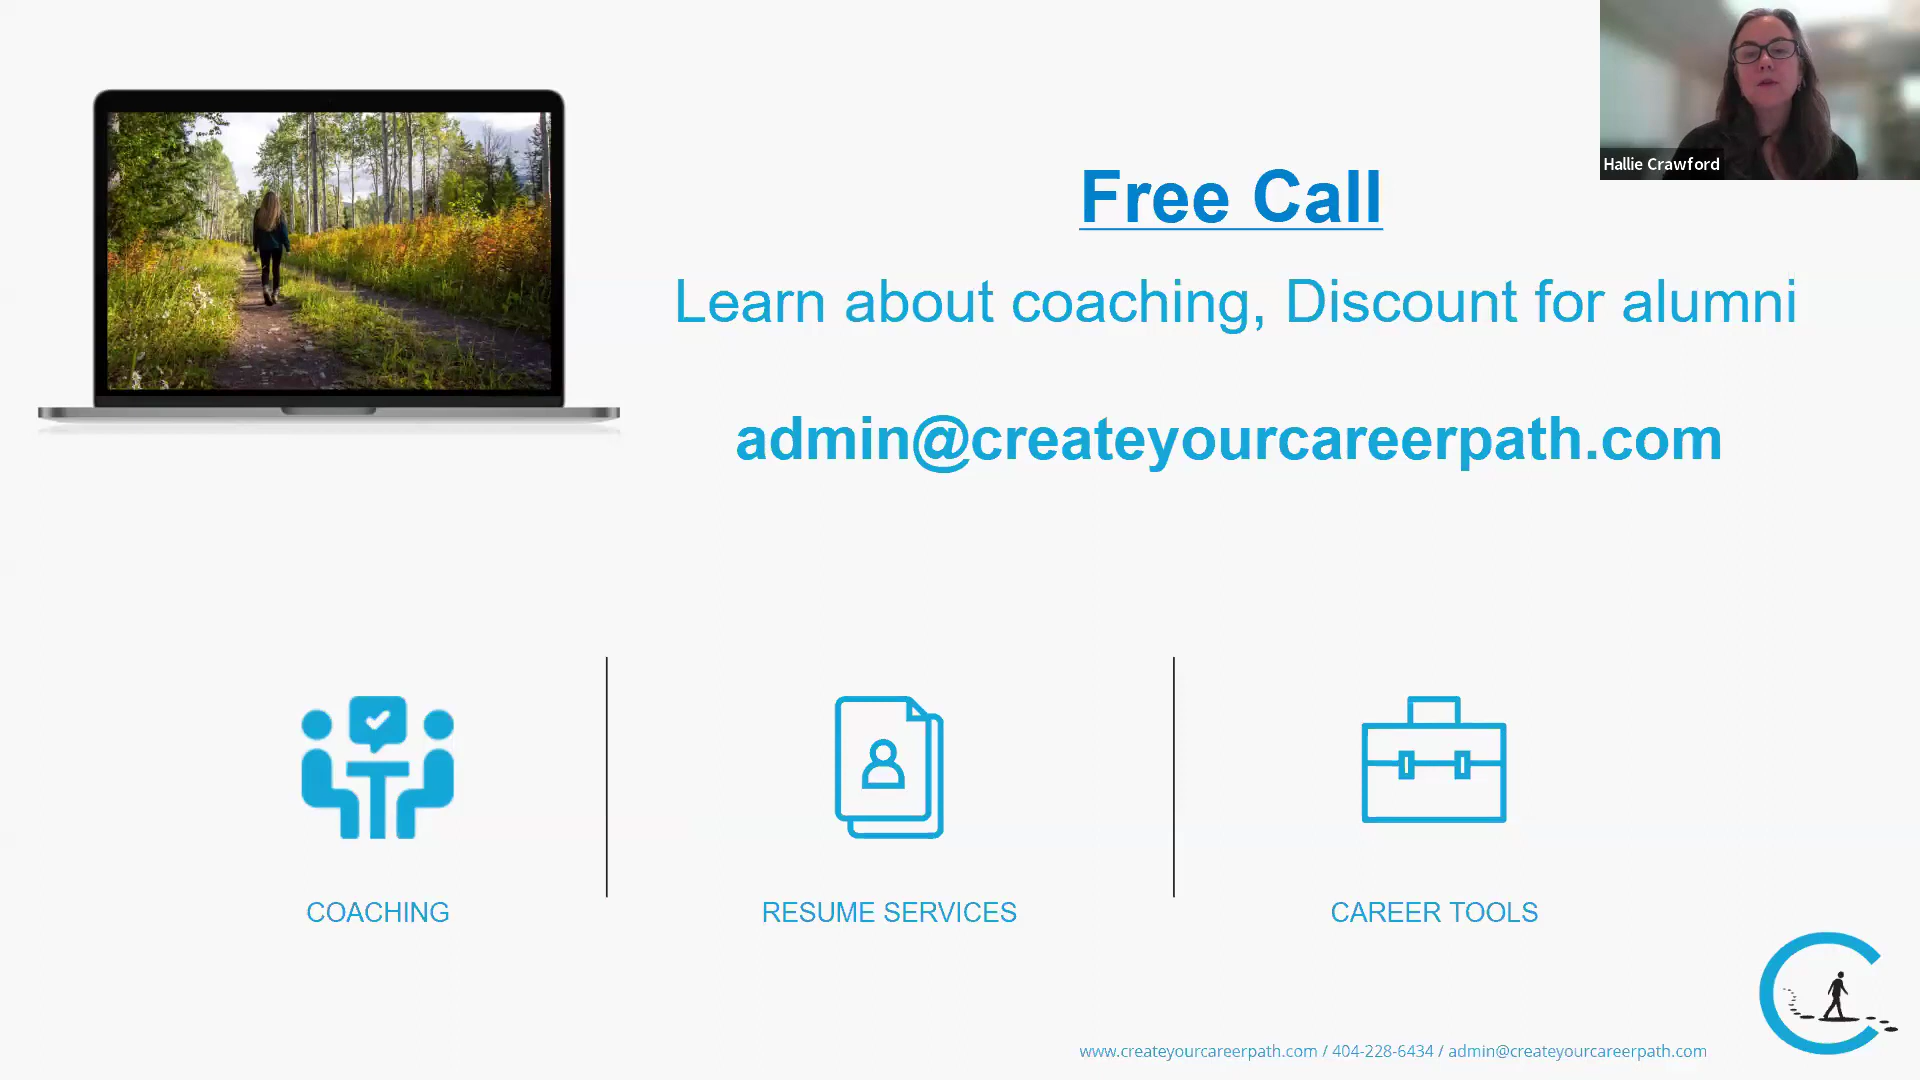 Hallie Crawford
Free Call
Learn about coaching, Discount for alumni
admin@createyourcareerpath.com
COACHING
RESUME SERVICES
CAREER TOOLS
www.createyourcareerpath.com / 404-228-6434 / admin@createyourcareerpath.com